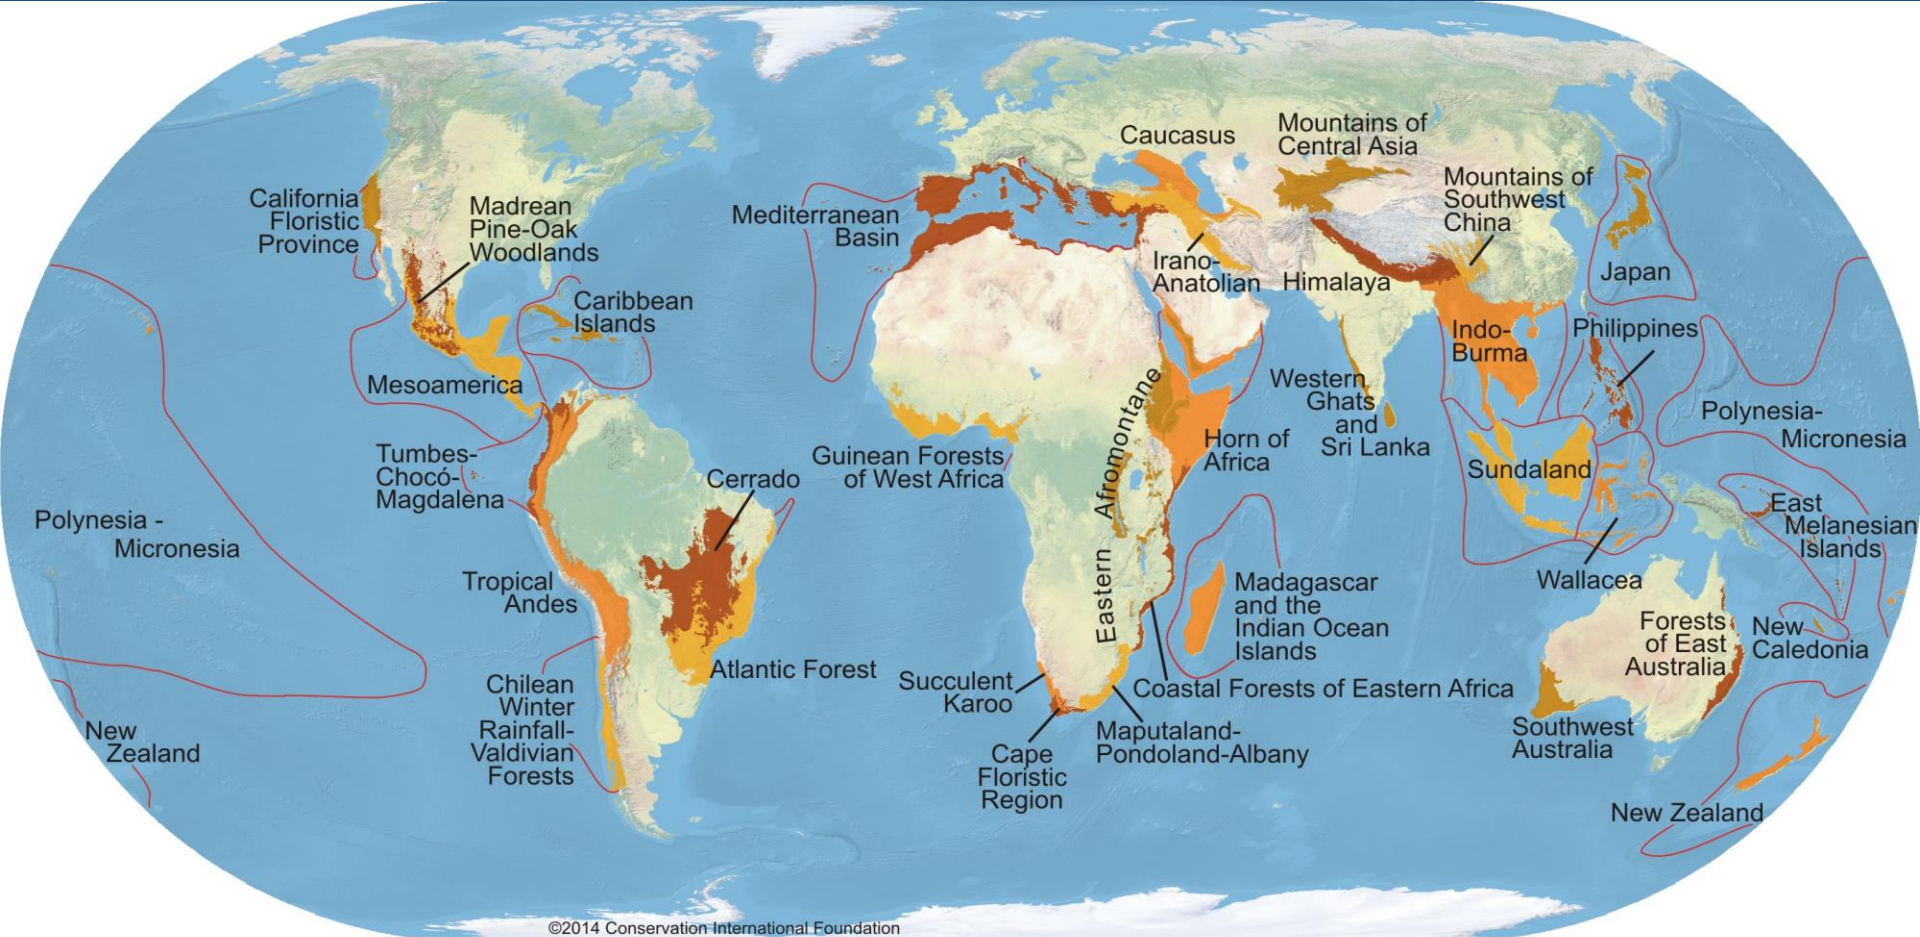 Caucasus
Mountains of
Central Asia
Mountains of
Southwest
China
California
Floristic
Province
Madrean
Pine-Oak
Woodlands
Mediterranean
Basin
Irano-
Anatolian
Himalaya
Japan
Caribbean
Islands
Indo-
Burma
Philippines
Mesoamerica
Western
Ghats
and
Sri Lanka
Polynesia-
Micronesia
Tumbes-
Chocó-
Magdalena
Cerrado
Guinean Forests
of West Africa
Eastern Afromontane
Horn of
Africa
Sundaland
Polynesia -
Micronesia
East
Melanesian
Islands
Tropical
Andes
Madagascar
and the
Indian Ocean
Islands
Wallacea
Forests
of East
Australia
New
Caledonia
Atlantic Forest
Succulent
Karoo
Coastal Forests of Eastern Africa
Chilean
Winter
Rainfall-
Valdivian
Forests
New
Zealand
Cape
Floristic
Region
Maputaland-
Pondoland-Albany
Southwest
Australia
New Zealand
©2014 Conservation International Foundation